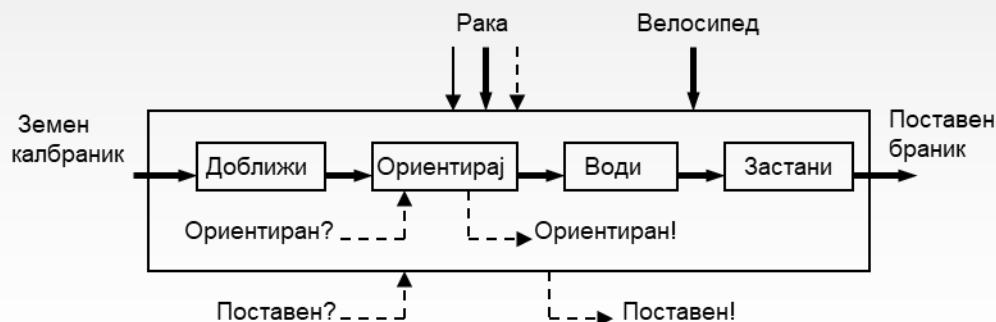 Рака
Велосипед
Земен
калбраник
Поставен
браник
Доближи
Ориентирај
Води
Застани
Ориентиран?
Ориентиран!
Поставен?
Поставен!